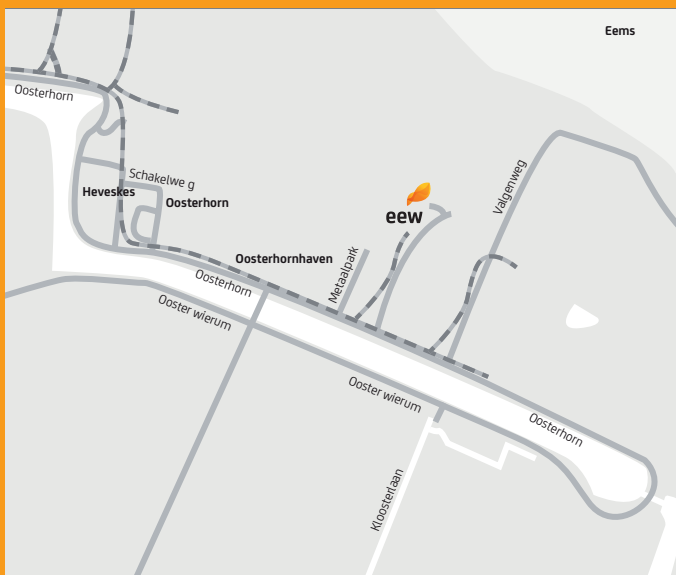 Eems
Oosterhorn
Schakelwe g
Heveskes
Oosterhorn
Valgenweg
eew
Oosterhornhaven
Metaalpark
Oosterhorn
Ooster wierum
Ooster wierum
Oosterhorn
Kloosterlaan